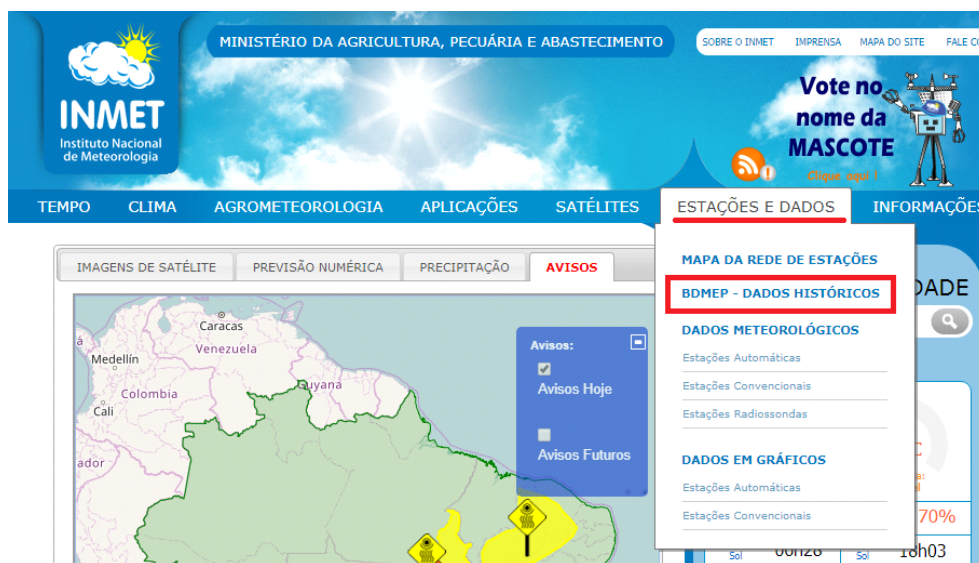 MINISTÉRIO DA AGRICULTURA, PECUÁRIA E ABASTECIMENTO
SOBRE O INMET IMPRENSA MAPA DO SITE FALE CO
INMET
Instituto Nacional
de Meteorologia
Vote no
nome da
MASCOTE
Clique aqui !
TEMPO CLIMA AGROMETEOROLOGIA APLICAÇÕES SATÉLITES ESTAÇÕES E DADOS INFORMAÇÕES
IMAGENS DE SATÉLITE PREVISÃO NUMÉRICA PRECIPITAÇÃO AVISOS
MAPA DA REDE DE ESTAÇÕES
BDMEP - DADOS HISTÓRICOS
DADOS METEOROLÓGICOS
Estações Automáticas
Estações Convencionais
Estações Radiossondas
DADOS EM GRÁFICOS
Estações Automáticas
Estações Convencionais
DADE
70%
Sol 06h28 Sol 18h03
Avisos:
Avisos Hoje
Avisos Futuros
Caracas
Medellín
Venezuela
Guyana
Colombia
Cali
ador